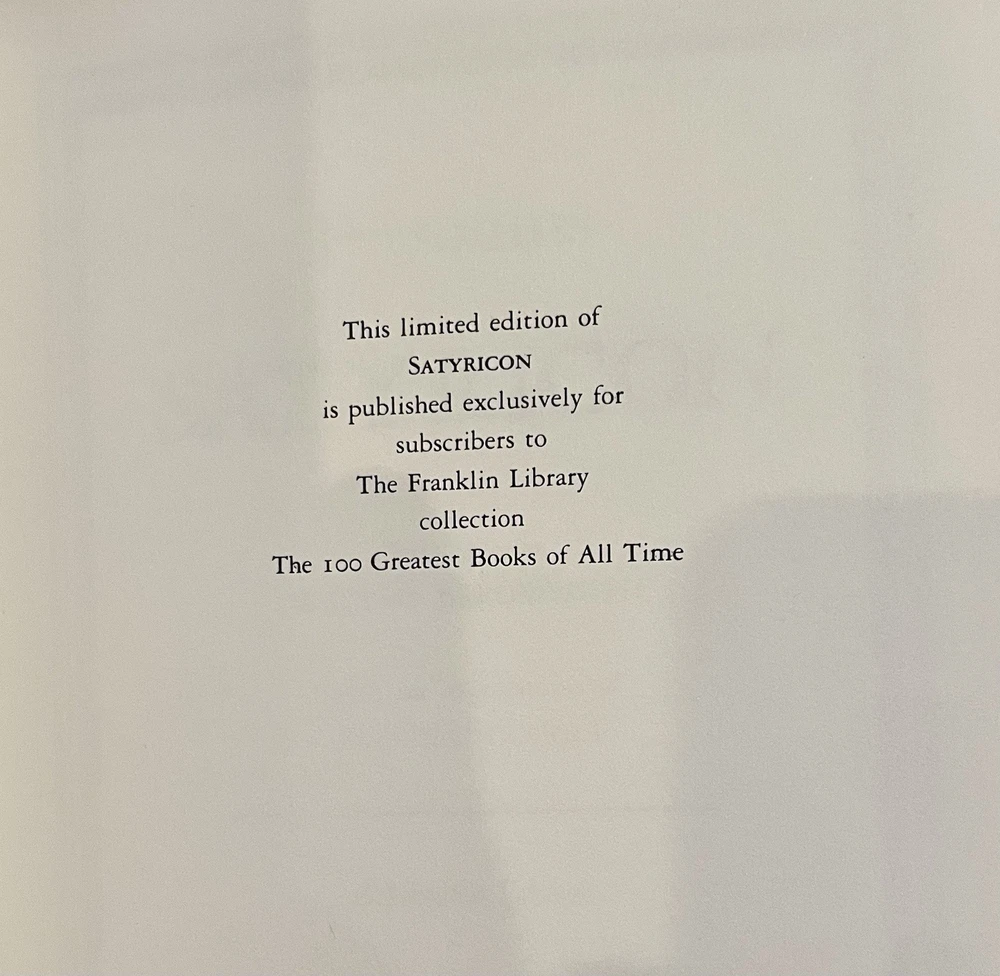 This limited edition of
SATYRICON
is published exclusively for
subscribers to
The Franklin Library
collection
The 100 Greatest Books of All Time